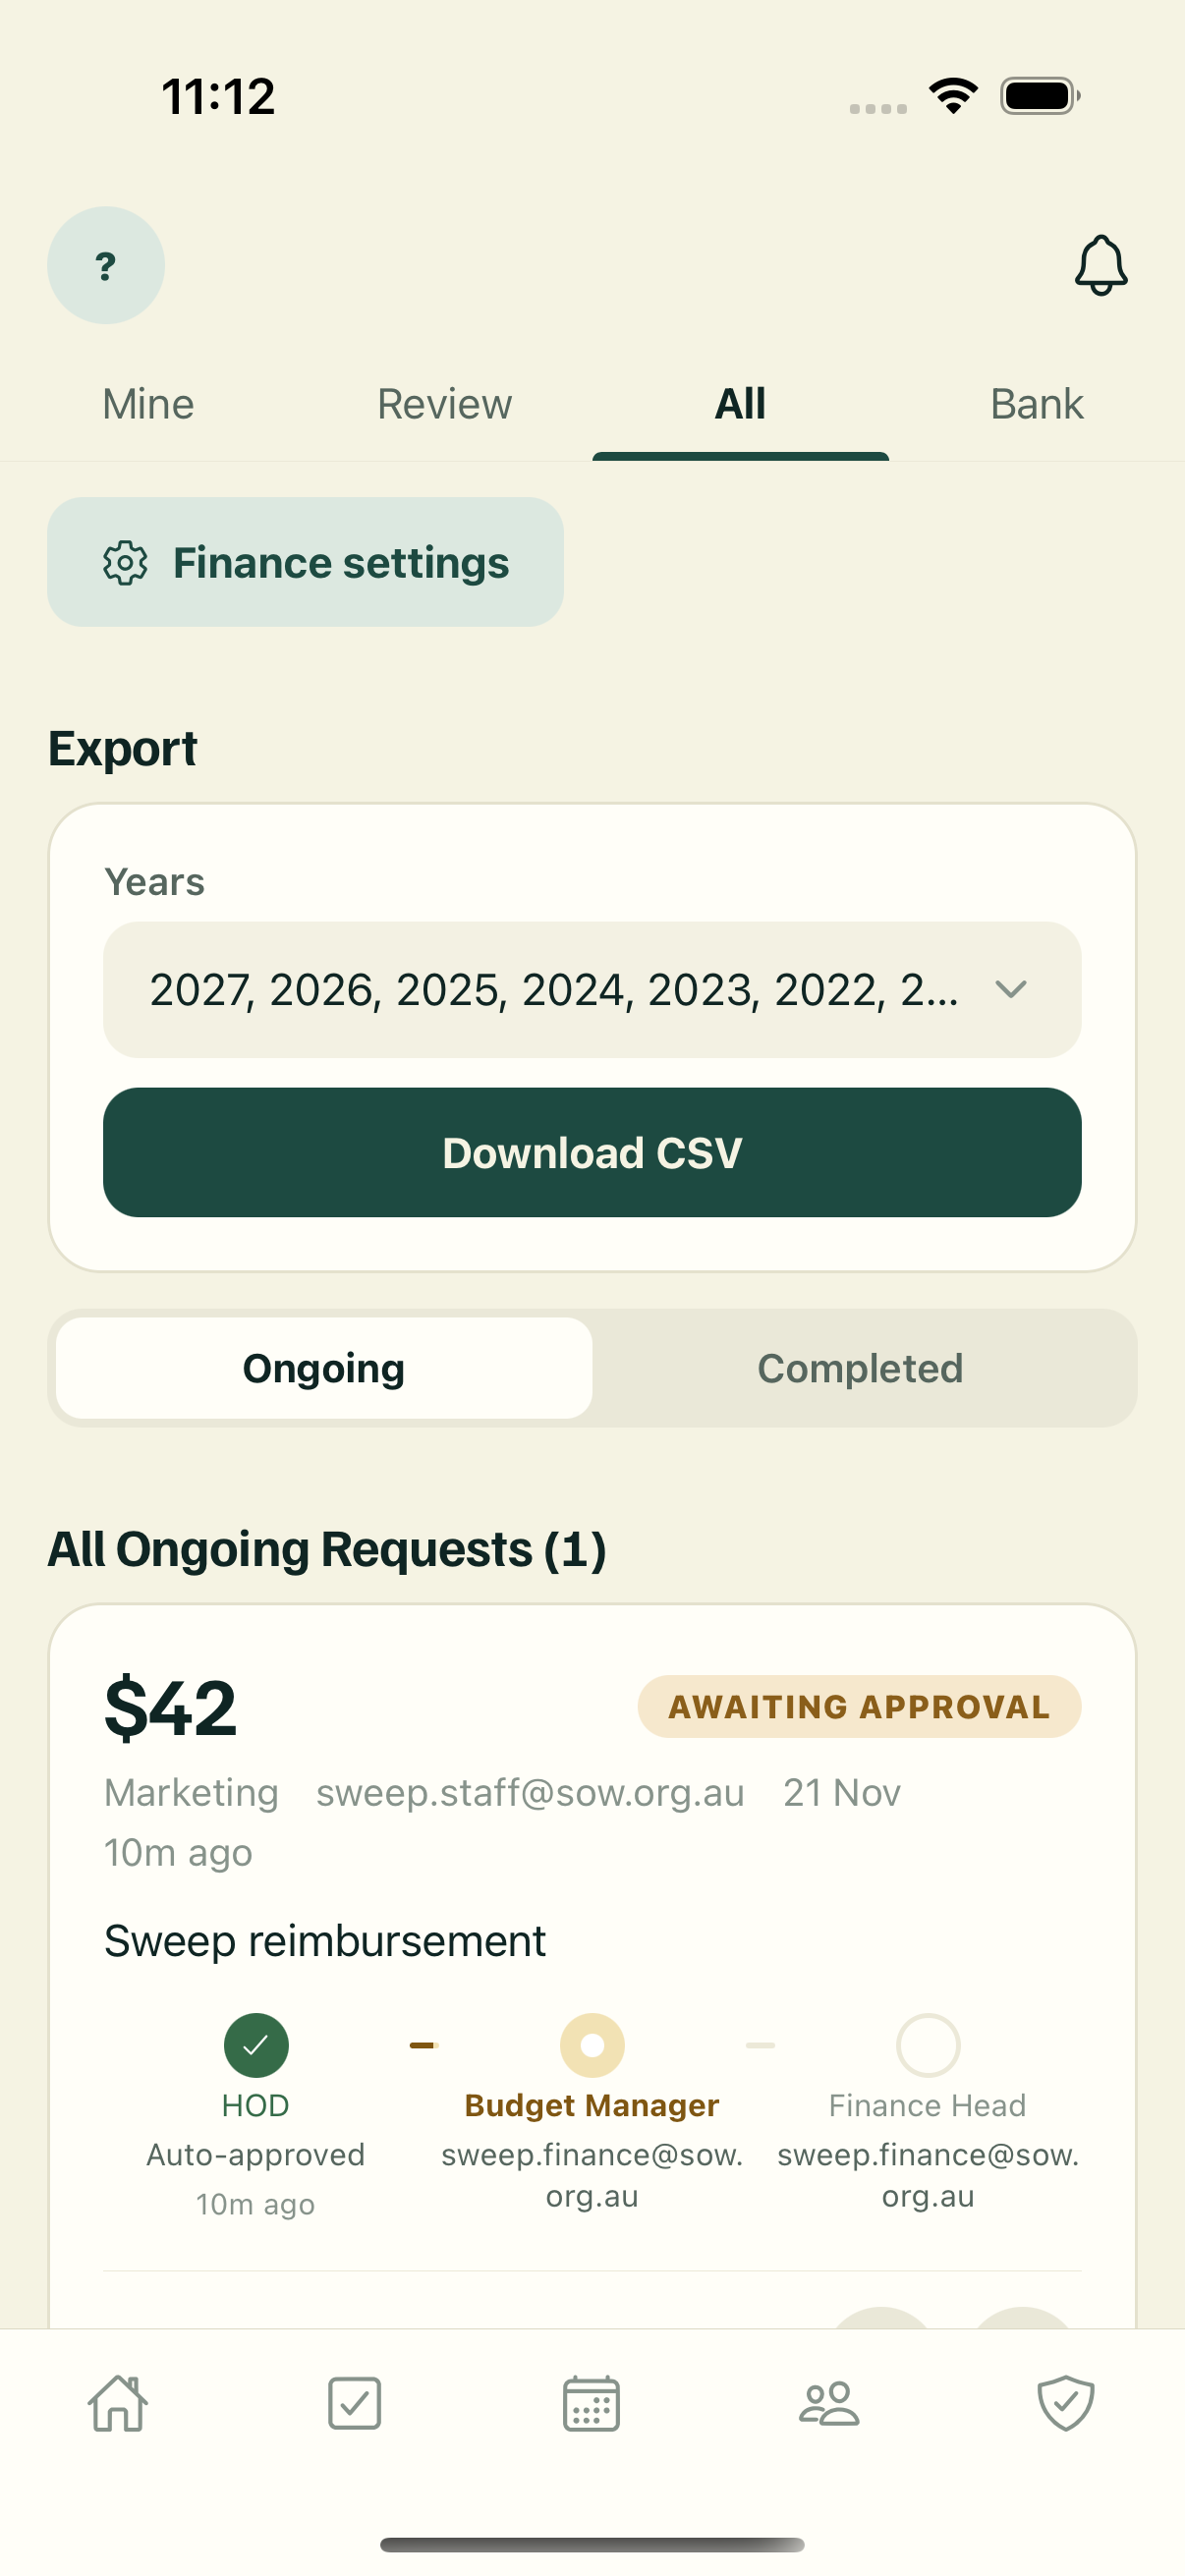 11:12
?
Mine Review All Bank
Finance settings
Export
Years
2027, 2026, 2025, 2024, 2023, 2022, 2...
Download CSV
Ongoing Completed
All Ongoing Requests (1)
$42 AWAITING APPROVAL
Marketing sweep.staff@sow.org.au 21 Nov
10m ago
Sweep reimbursement
HOD Budget Manager Finance Head
Auto-approved sweep.finance@sow. sweep.finance@sow.
10m ago org.au org.au